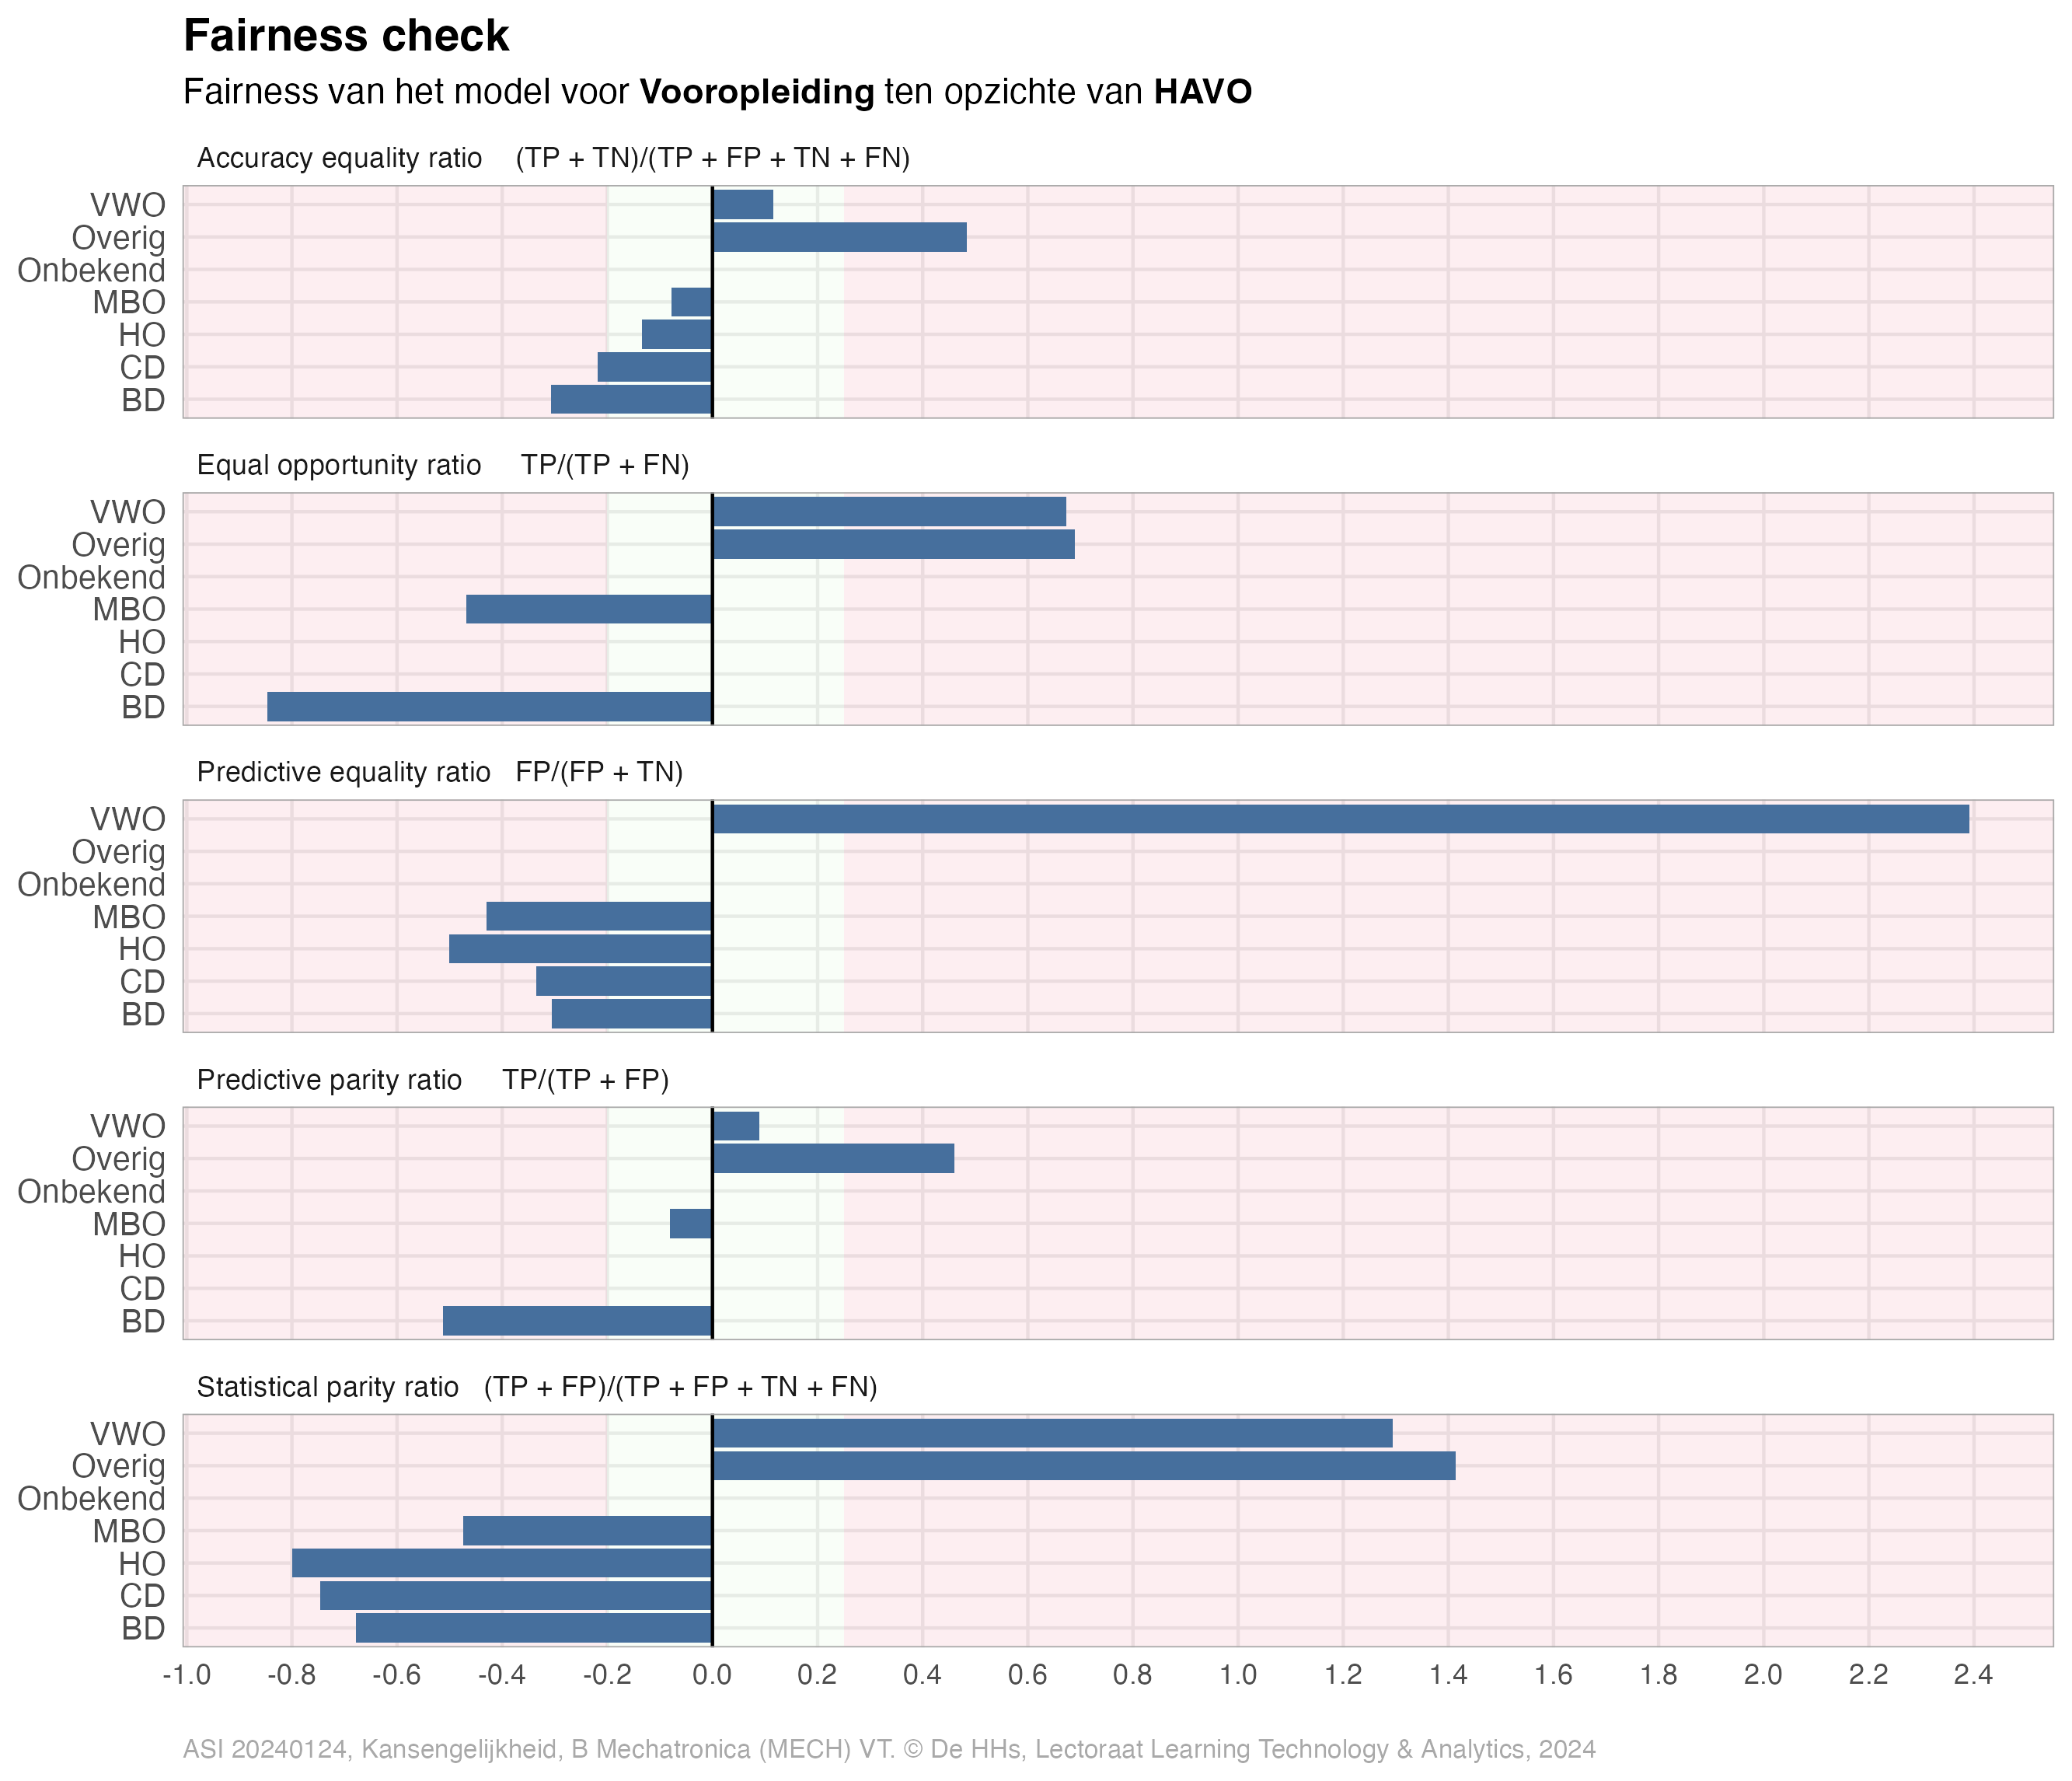 Fairness check
Fairness van het model voor Vooropleiding ten opzichte van HAVO
Accuracy equality ratio (TP + TN)/(TP + FP + TN + FN)
VWO
Overig
Onbekend
MBO
HO
CD
BD
Equal opportunity ratio TP/(TP + FN)
VWO
Overig
Onbekend
MBO
HO
CD
BD
Predictive equality ratio FP/(FP + TN)
VWO
Overig
Onbekend
MBO
HO
CD
BD
Predictive parity ratio TP/(TP + FP)
VWO
Overig
Onbekend
MBO
HO
CD
BD
Statistical parity ratio (TP + FP)/(TP + FP + TN + FN)
VWO
Overig
Onbekend
MBO
HO
CD
BD
-1.0 -0.8 -0.6 -0.4 -0.2 0.0 0.2 0.4 0.6 0.8 1.0 1.2 1.4 1.6 1.8 2.0 2.2 2.4
ASI 20240124, Kansengelijkheid, B Mechatronica (MECH) VT. © De HHs, Lectoraat Learning Technology & Analytics, 2024